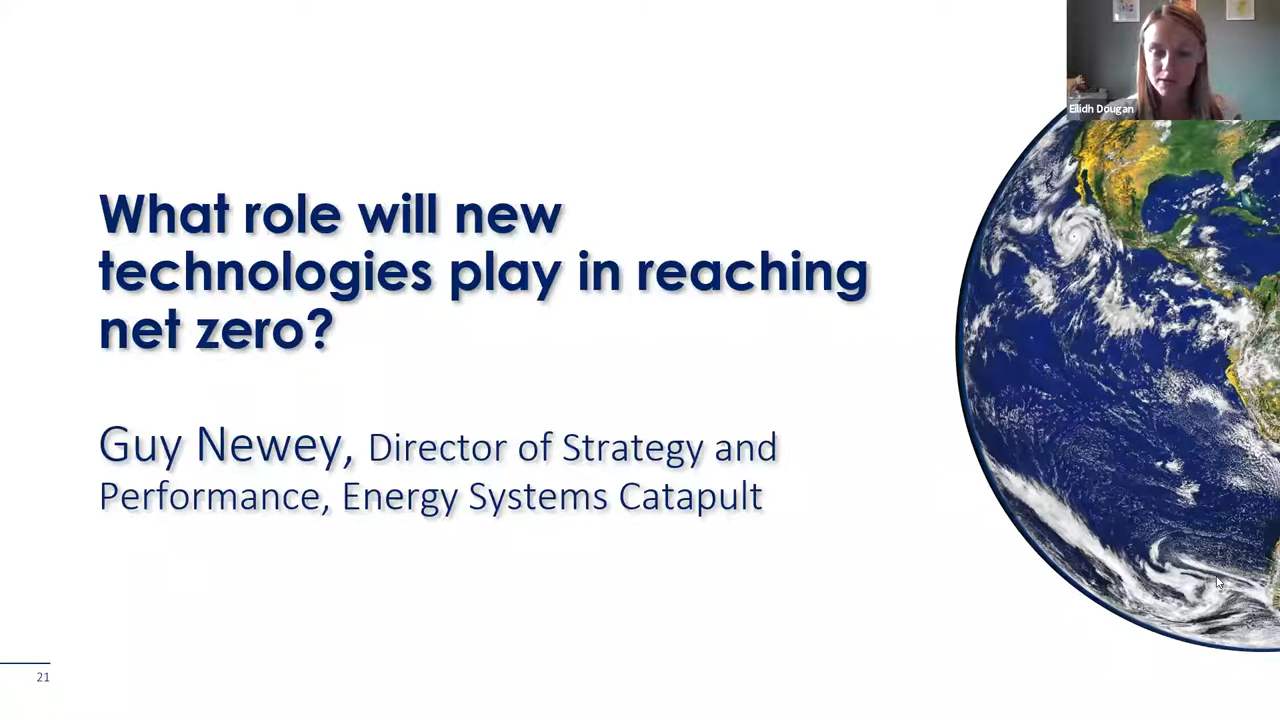 Eilidh Dougan
What role will new
technologies play in reaching
net zero?
Guy Newey, Director of Strategy and
Performance, Energy Systems Catapult
21